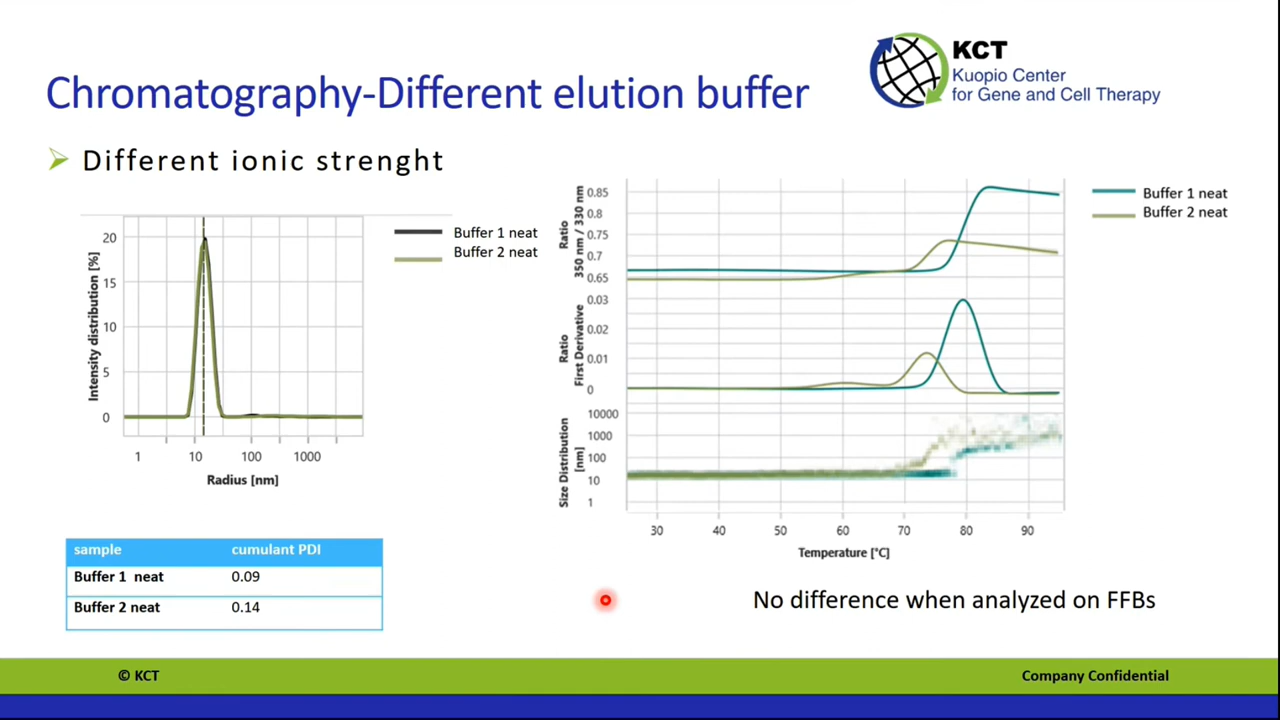 KCT
Kuopio Center
for Gene and Cell Therapy
Chromatography-Different elution buffer
Different ionic strenght
Intensity distribution [%]
20
15
10
5
0
1 10 100 1000
Radius [nm]
Buffer 1 neat
Buffer 2 neat
Ratio
350 nm / 330 nm
0.85
0.8
0.75
0.7
0.65
Ratio
First Derivative
0.03
0.02
0.01
0
Size Distribution
[nm]
10000
1000
100
10
1
30 40 50 60 70 80 90
Temperature [°C]
Buffer 1 neat
Buffer 2 neat
sample cumulant PDI
Buffer 1 neat 0.09
Buffer 2 neat 0.14
No difference when analyzed on FFBs
© KCT
Company Confidential